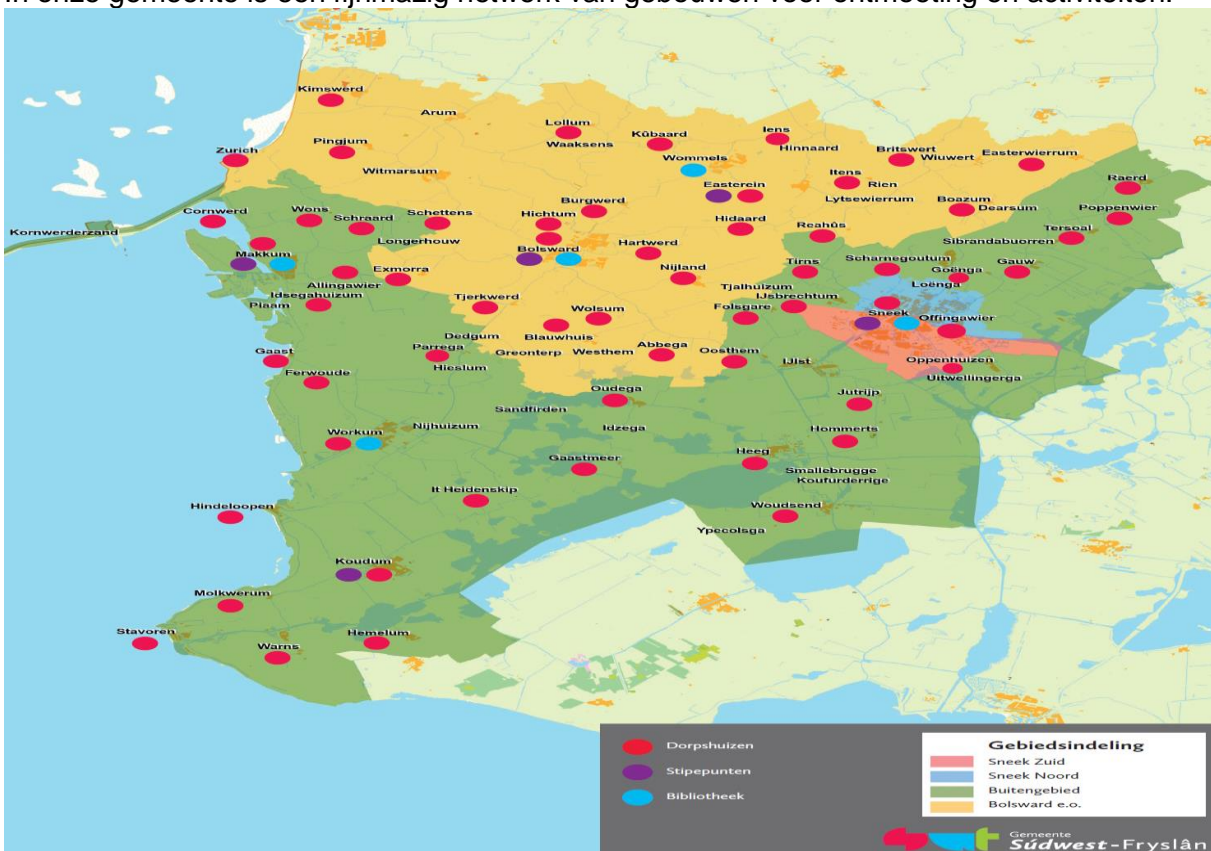 In onze gemeente is een fijnmazig netwerk van gebouwen voor ontmoeting en activiteiten.
Kimswerd
Arum
Lollum
Waaksens
Kûbaard
Iens
Hinnaard
Britswert
Wiuwert
Easterwierrum
Zurich
Pingjum
Witmarsum
Wommels
Itens
Rien
Lytsewierrum
Raerd
Easterein
Boazum
Dearsum
Poppenwier
Cornwerd
Wons
Schraard
Schettens
Burgwerd
Hichtum
Hidaard
Reahûs
Tersoal
Sibrandabuorren
Kornwerderzand
Longerhouw
Makkum
Bolsward
Hartwerd
Nijland
Tirns
Scharnegoutum
Goënga
Gauw
Loënga
Allingawier
Exmorra
Idsegahuizum
Piaam
Tjerkwerd
Wolsum
Tjalhuizum
IJsbrechtum
Folsgare
Sneek
Offingawier
Dedgum
Blauwhuis
Parrega
Hieslum
Greonterp
Westhem
Abbega
Oosthem
IJlst
Oppenhuizen
Uitwellingerga
Gaast
Ferwoude
Oudega
Sandfirden
Idzega
Jutrijp
Workum
Nijhuizum
Hommerts
Gaastmeer
Heeg
Smallebrugge
Koufurderrige
It Heidenskip
Hindeloopen
Woudsend
Ypecolsga
Koudum
Molkwerum
Stavoren
Warns
Hemelum
Dorpshuizen
Stipepunten
Bibliotheek
Gebiedsindeling
Sneek Zuid
Sneek Noord
Buitengebied
Bolsward e.o.
Gemeente
Súdwest-Fryslân